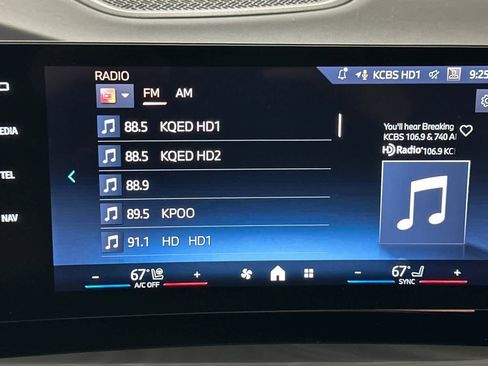 RADIO
KCBS HD1
9:25
FM AM
88.5 KQED HD1
88.5 KQED HD2
88.9
89.5 KPOO
91.1 HD HD1
You'll hear Breaking
KCBS 106.9 & 740 A
HD Radio 106.9 KC
EDIA
TEL
NAV
- 67° +
A/C OFF
- 67° +
SYNC